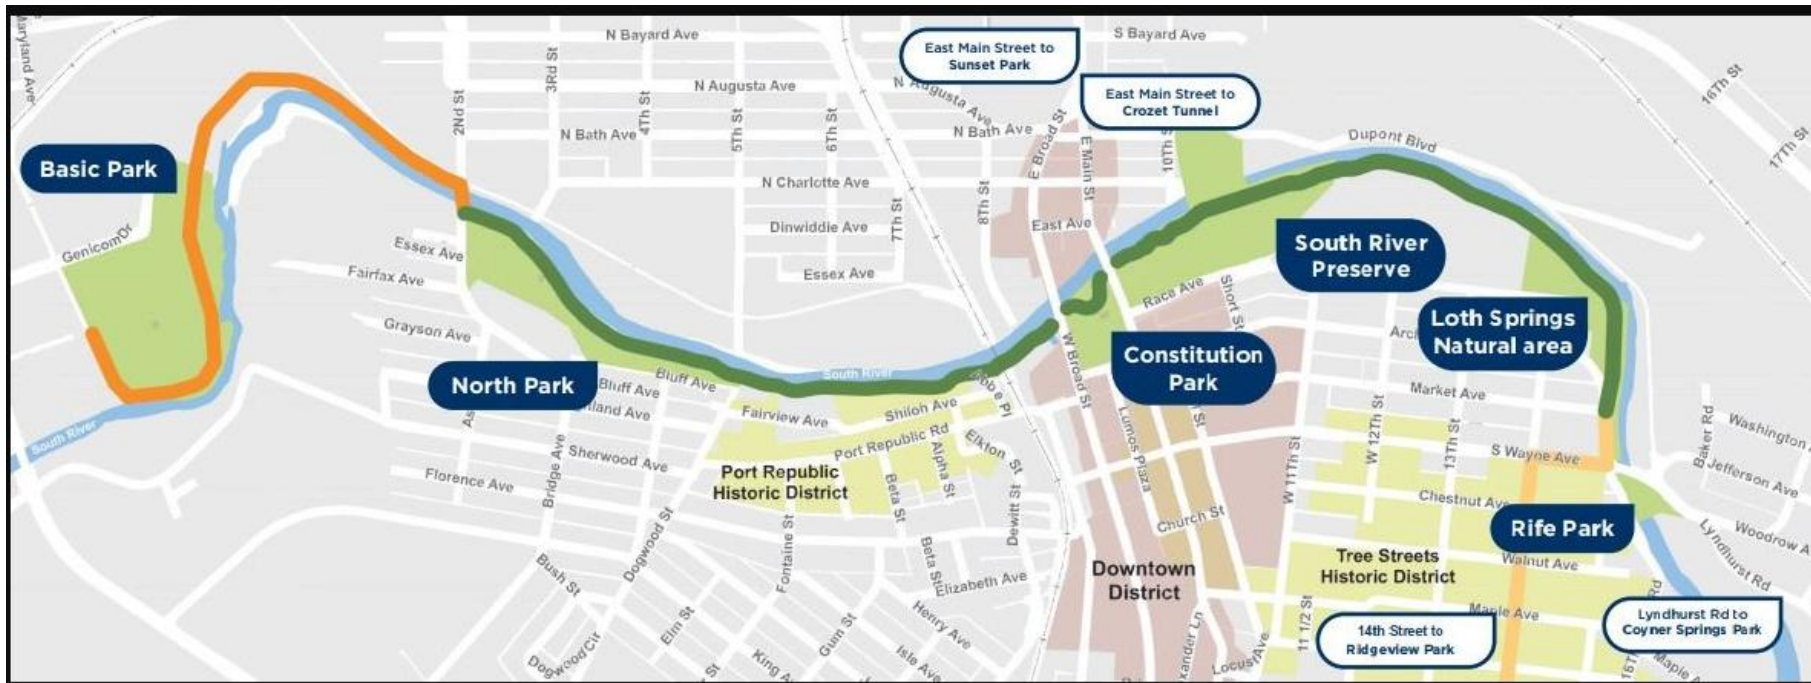 Maryland Ave
N Bayard Ave
S Bayard Ave
East Main Street to
Sunset Park
East Main Street to
Crozet Tunnel
2Nd St
3Rd St
4Th St
5Th St
6Th St
N Augusta Ave
N Augusta Ave
N Bath Ave
N Bath Ave
E Broad St
E Main St
Dupont Blvd
16Th St
17Th St
Basic Park
N Charlotte Ave
7Th St
8Th St
Genicom Dr
Essex Ave
Dinwiddie Ave
East Ave
Fairfax Ave
Essex Ave
South River
Preserve
Race Ave
Short St
Grayson Ave
Loth Springs
Natural area
Constitution
Park
W Broad St
North Park
Bluff Ave
Bluff Ave
South River
Market Ave
Fairview Ave
Shiloh Ave
Port Republic Rd
Elkton St
Lumos Plaza
W 11Th St
W 12Th St
13Th St
S Wayne Ave
Baker Rd
Washington
Jefferson Ave
South River
Bridge Ave
Sherwood Ave
Florence Ave
Port Republic
Historic District
Alpha St
Beta St
Dewitt St
Church St
Rife Park
Woodrow A
Lyndhurst Rd
Dogwood St
Fontaine St
Beta St
Elizabeth Ave
Downtown
District
Tree Streets
Historic District
Walnut Ave
Bush St
Elm St
Gunn St
Henry Ave
Maple Ave
11 1/2 St
14th Street to
Ridgeview Park
Lyndhurst Rd to
Coyner Springs Park
Dogwood Cir
Isle Ave
Locust Ave